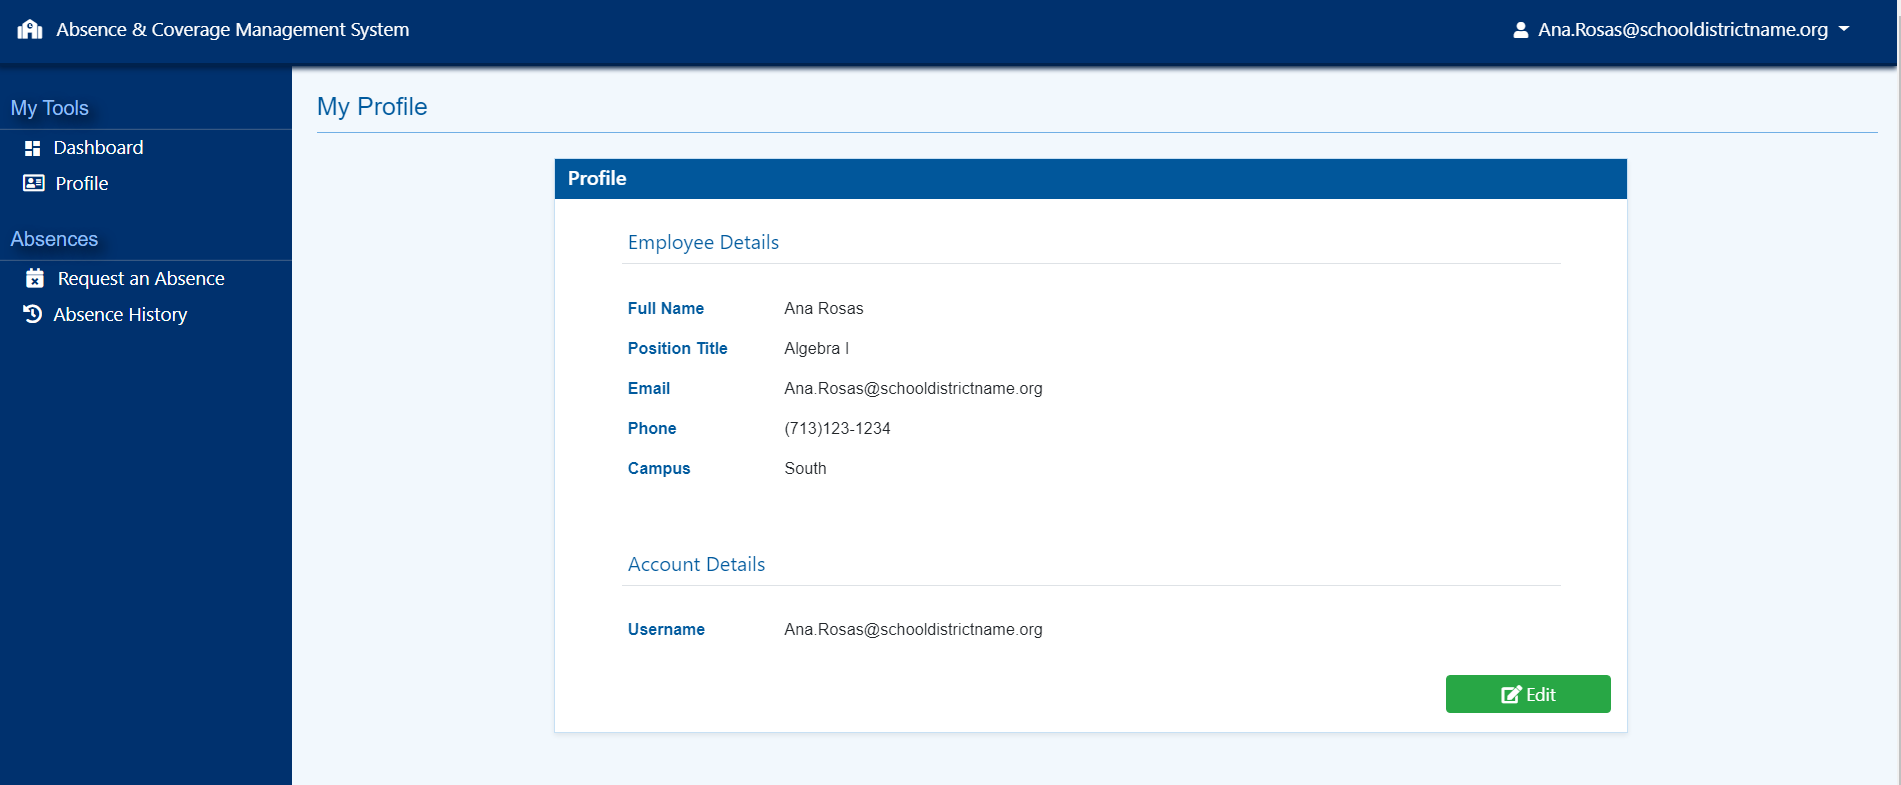 Absence & Coverage Management System
Ana.Rosas@schooldistrictname.org
My Tools
Dashboard
Profile
Absences
Request an Absence
Absence History
My Profile
Profile
Employee Details
Full Name Ana Rosas
Position Title Algebra I
Email Ana.Rosas@schooldistrictname.org
Phone (713)123-1234
Campus South
Account Details
Username Ana.Rosas@schooldistrictname.org
Edit